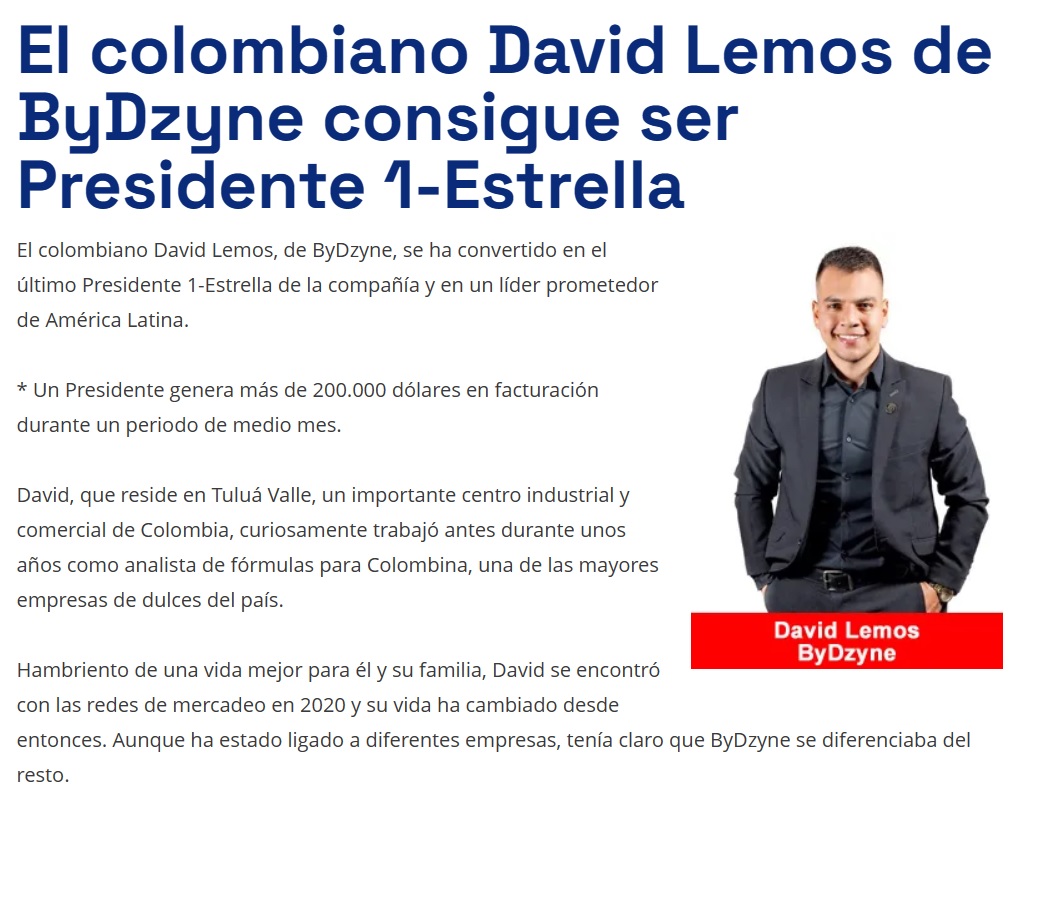 El colombiano David Lemos de
ByDzyne consigue ser
Presidente 1-Estrella
El colombiano David Lemos, de ByDzyne, se ha convertido en el
último Presidente 1-Estrella de la compañía y en un líder prometedor
de América Latina.
* Un Presidente genera más de 200.000 dólares en facturación
durante un periodo de medio mes.
David, que reside en Tuluá Valle, un importante centro industrial y
comercial de Colombia, curiosamente trabajó antes durante unos
años como analista de fórmulas para Colombina, una de las mayores
empresas de dulces del país.
Hambriento de una vida mejor para él y su familia, David se encontró
con las redes de mercadeo en 2020 y su vida ha cambiado desde
entonces. Aunque ha estado ligado a diferentes empresas, tenía claro que ByDzyne se diferenciaba del
resto.
David Lemos
ByDzyne